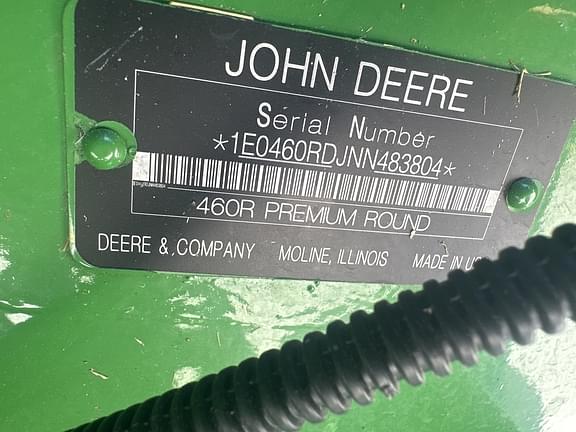 JOHN DEERE
Serial Number
*1E0460RDJNN483804*
460R PREMIUM ROUND
DEERE & COMPANY MOLINE, ILLINOIS MADE IN